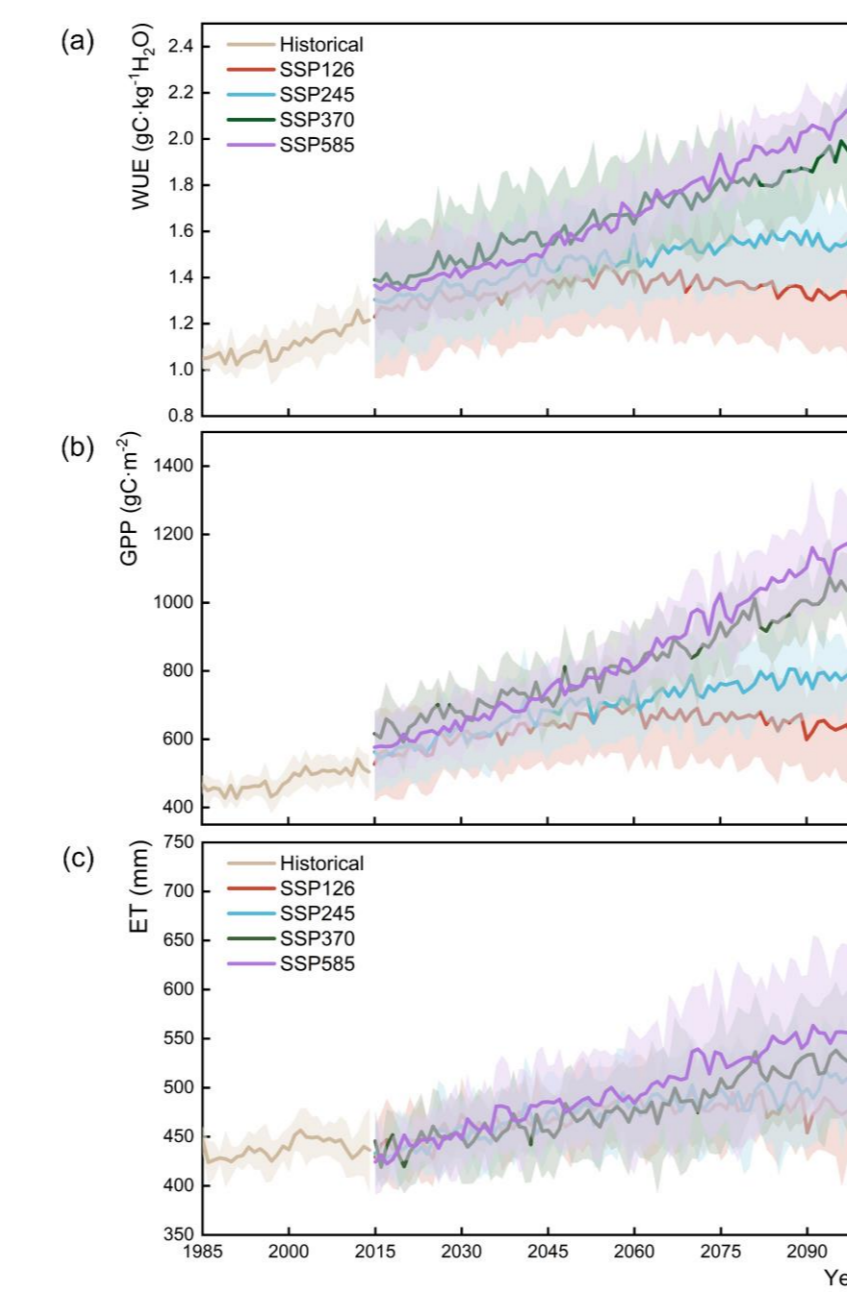 (a)
WUE (gC·kg⁻¹H₂O)
2.4
2.2
2.0
1.8
1.6
1.4
1.2
1.0
0.8
Historical
SSP126
SSP245
SSP370
SSP585
(b)
GPP (gC·m⁻²)
1400
1200
1000
800
600
400
(c)
ET (mm)
750
700
650
600
550
500
450
400
350
Historical
SSP126
SSP245
SSP370
SSP585
1985 2000 2015 2030 2045 2060 2075 2090
Ye